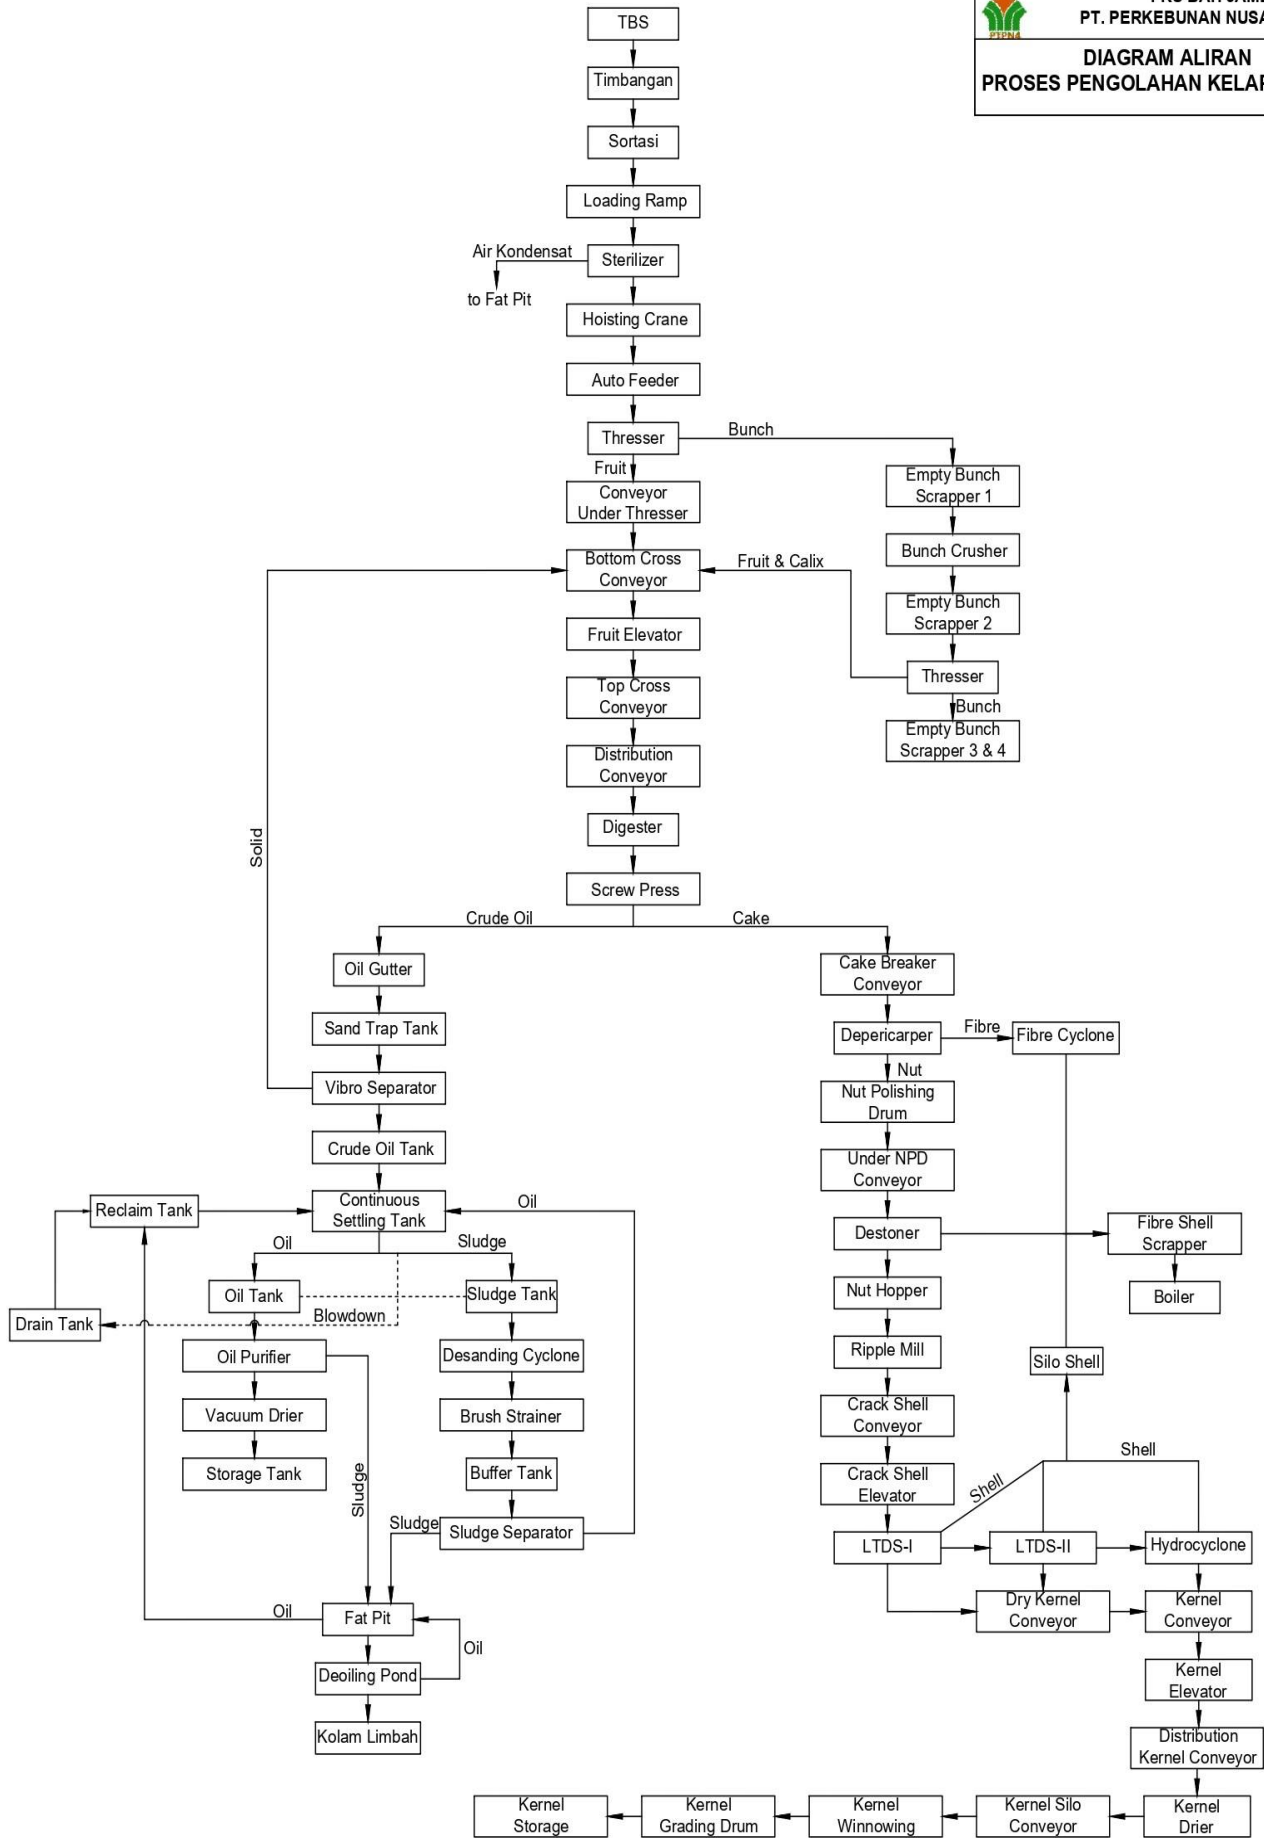 PTPN4
PT. PERKEBUNAN
DIAGRAM ALIRAN
PROSES PENGOLAHAN
TBS
Timbangan
Sortasi
Loading Ramp
Air Kondensat
Sterilizer
to Fat Pit
Hoisting Crane
Auto Feeder
Thresser
Bunch
Fruit
Conveyor
Under Thresser
Empty Bunch
Scrapper 1
Bunch Crusher
Bottom Cross
Conveyor
Fruit & Calix
Empty Bunch
Scrapper 2
Fruit Elevator
Thresser
Bunch
Top Cross
Conveyor
Empty Bunch
Scrapper 3 & 4
Distribution
Conveyor
Digester
Solid
Screw Press
Crude Oil
Cake
Oil Gutter
Cake Breaker
Conveyor
Sand Trap Tank
Depericarper
Fibre
Fibre Cyclone
Nut
Vibro Separator
Nut Polishing
Drum
Crude Oil Tank
Under NPD
Conveyor
Reclaim Tank
Continuous
Settling Tank
Oil
Destoner
Fibre Shell
Scrapper
Oil
Sludge
Oil Tank
Sludge Tank
Nut Hopper
Boiler
Drain Tank
Blowdown
Oil Purifier
Desanding Cyclone
Ripple Mill
Silo Shell
Vacuum Drier
Brush Strainer
Crack Shell
Conveyor
Storage Tank
Buffer Tank
Crack Shell
Elevator
Shell
Shell
Sludge
Sludge
Sludge Separator
LTDS-I
LTDS-II
Hydrocyclone
Oil
Fat Pit
Dry Kernel
Conveyor
Kernel
Conveyor
Oil
Deoiling Pond
Kernel
Elevator
Kolam Limbah
Distribution
Kernel Conveyor
Kernel
Storage
Kernel
Grading Drum
Kernel
Winnowing
Kernel Silo
Conveyor
Kernel
Drier